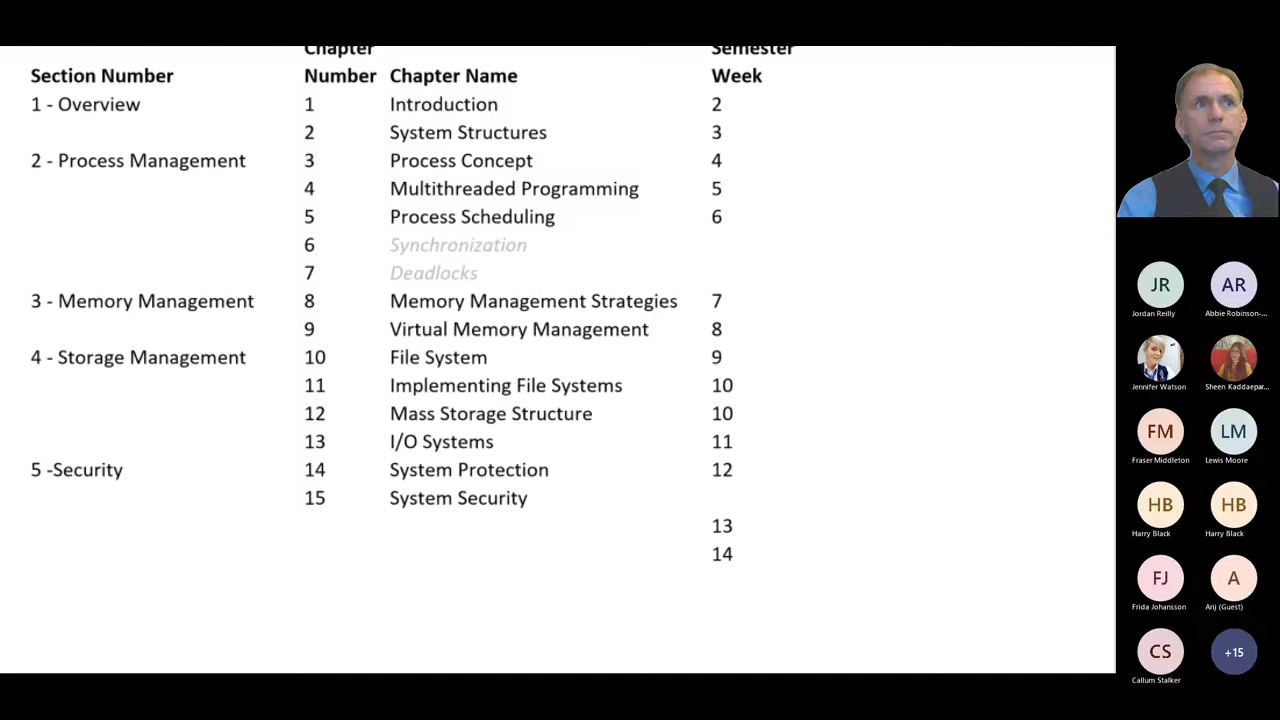 Chapter Semester
Section Number Number Chapter Name Week
1 - Overview 1 Introduction 2
2 System Structures 3
2 - Process Management 3 Process Concept 4
4 Multithreaded Programming 5
5 Process Scheduling 6
6 Synchronization
7 Deadlocks
3 - Memory Management 8 Memory Management Strategies 7
9 Virtual Memory Management 8
4 - Storage Management 10 File System 9
11 Implementing File Systems 10
12 Mass Storage Structure 10
13 I/O Systems 11
5 -Security 14 System Protection 12
15 System Security
13
14
JR AR
Jordan Reilly Abbie Robinson-...
Jennifer Watson Sheen Kaddaepar...
FM LM
Fraser Middleton Lewis Moore
HB HB
Harry Black Harry Black
FJ A
Frida Johansson Arij (Guest)
CS +15
Callum Stalker